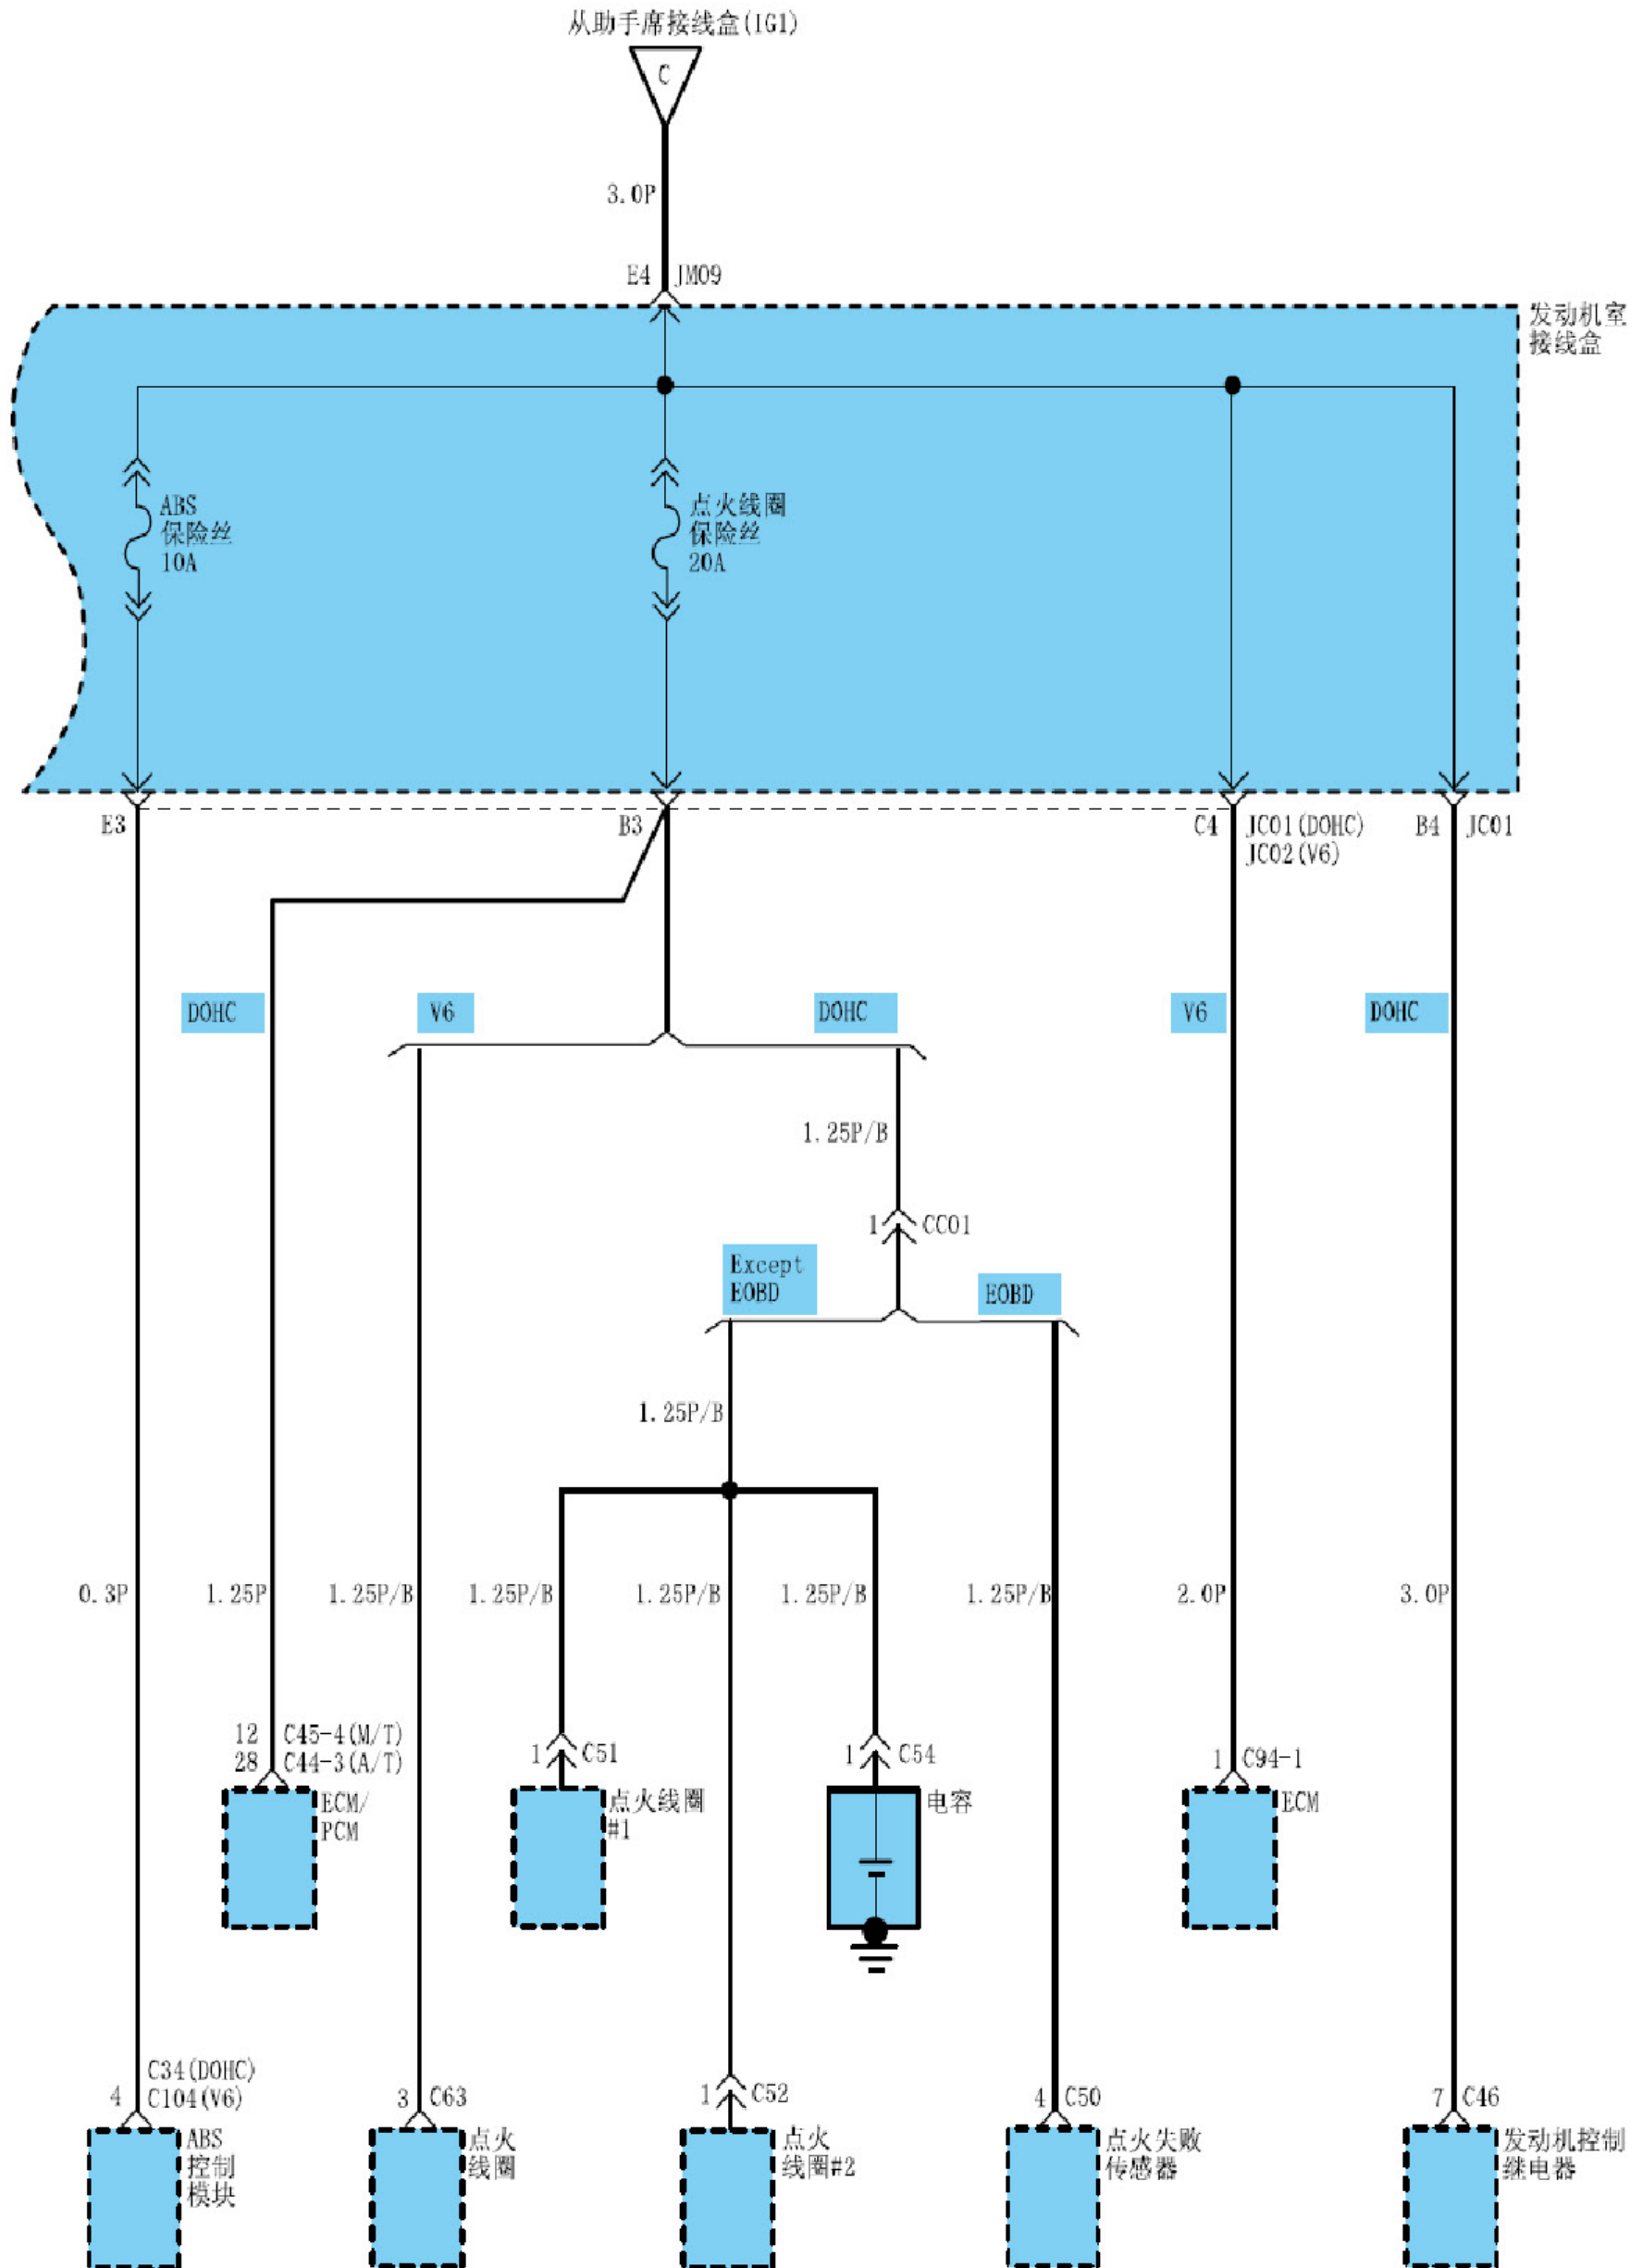 从助手席接线盒(IG1)
C
3.0P
E4 JM09
发动机室
接线盒
ABS
保险丝
10A
点火线圈
保险丝
20A
E3
B3
C4 JC01(DOHC)
JC02(V6)
B4 JC01
DOHC
V6
DOHC
V6
DOHC
1.25P/B
1 CC01
Except
EOBD
EOBD
1.25P/B
0.3P
1.25P
1.25P/B
1.25P/B
1.25P/B
1.25P/B
1.25P/B
2.0P
3.0P
12 C45-4(M/T)
28 C44-3(A/T)
ECM/
PCM
1 C51
点火线圈
#1
1 C54
电容
1 C94-1
ECM
C34(DOHC)
4 C104(V6)
ABS
控制
模块
3 C63
点火
线圈
1 C52
点火
线圈#2
4 C50
点火失败
传感器
7 C46
发动机控制
继电器